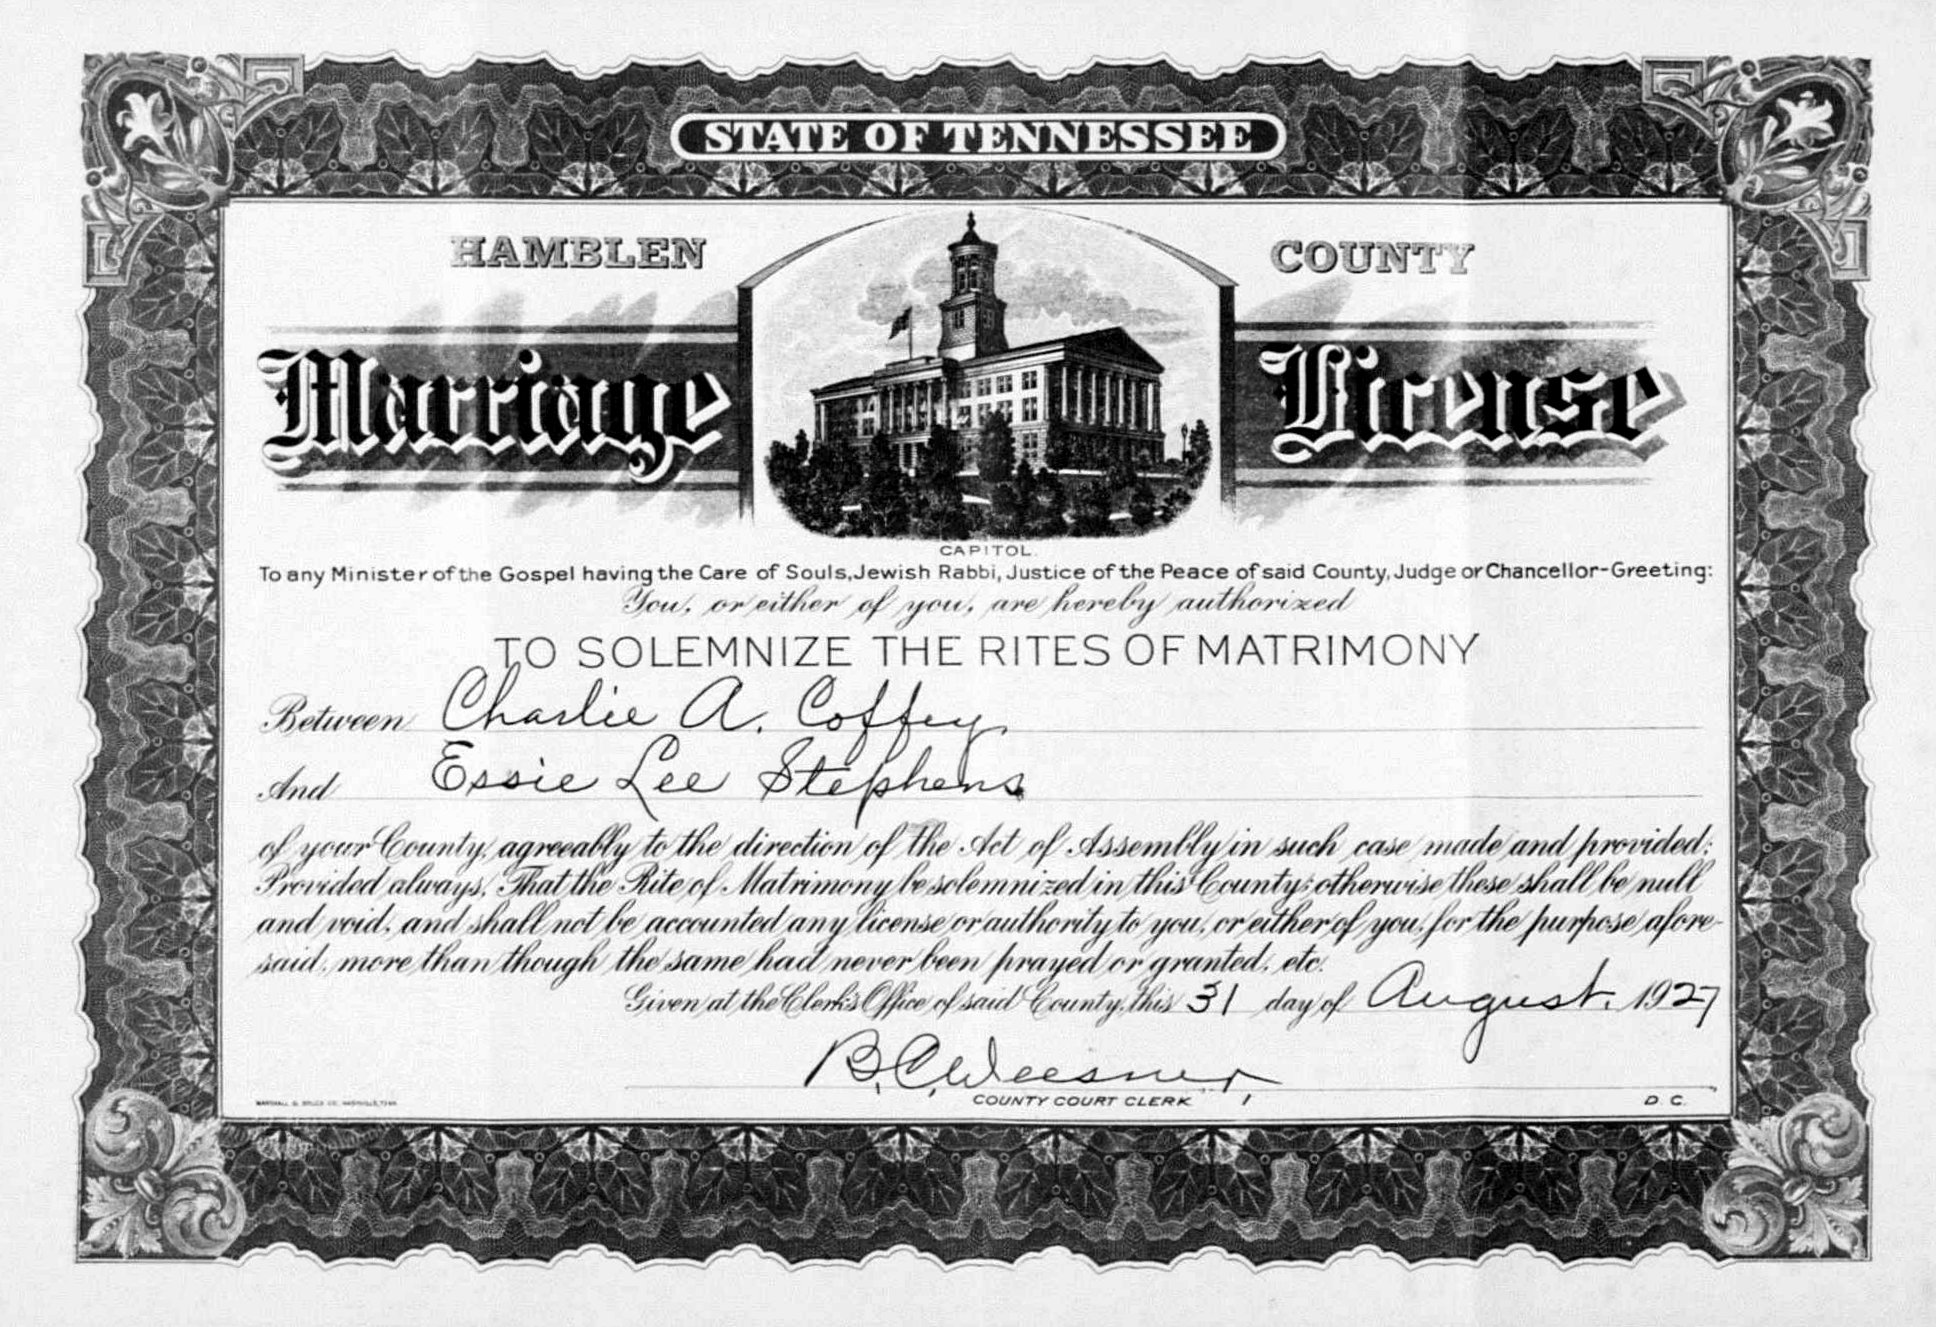 STATE OF TENNESSEE
HAMBLEN COUNTY
Marriage License
CAPITOL.
To any Minister of the Gospel having the Care of Souls, Jewish Rabbi, Justice of the Peace of said County, Judge or Chancellor-Greeting:
You, or either of you, are hereby authorized
TO SOLEMNIZE THE RITES OF MATRIMONY
Between Charlie A. Coffey
And Essie Lee Stephens
of your County, agreeably to the direction of the Act of Assembly in such case made and provided;
Provided always, That the Rite of Matrimony be solemnized in this County; otherwise these shall be null
and void, and shall not be accounted any license or authority to you, or either of you, for the purpose afore-
said, more than though the same had never been prayed or granted, etc.
Given at the Clerk's Office of said County, this 31 day of August. 1927
B. C. Weesner,
COUNTY COURT CLERK
D. C.
MARSHALL & BRUCE CO. NASHVILLE, TENN.